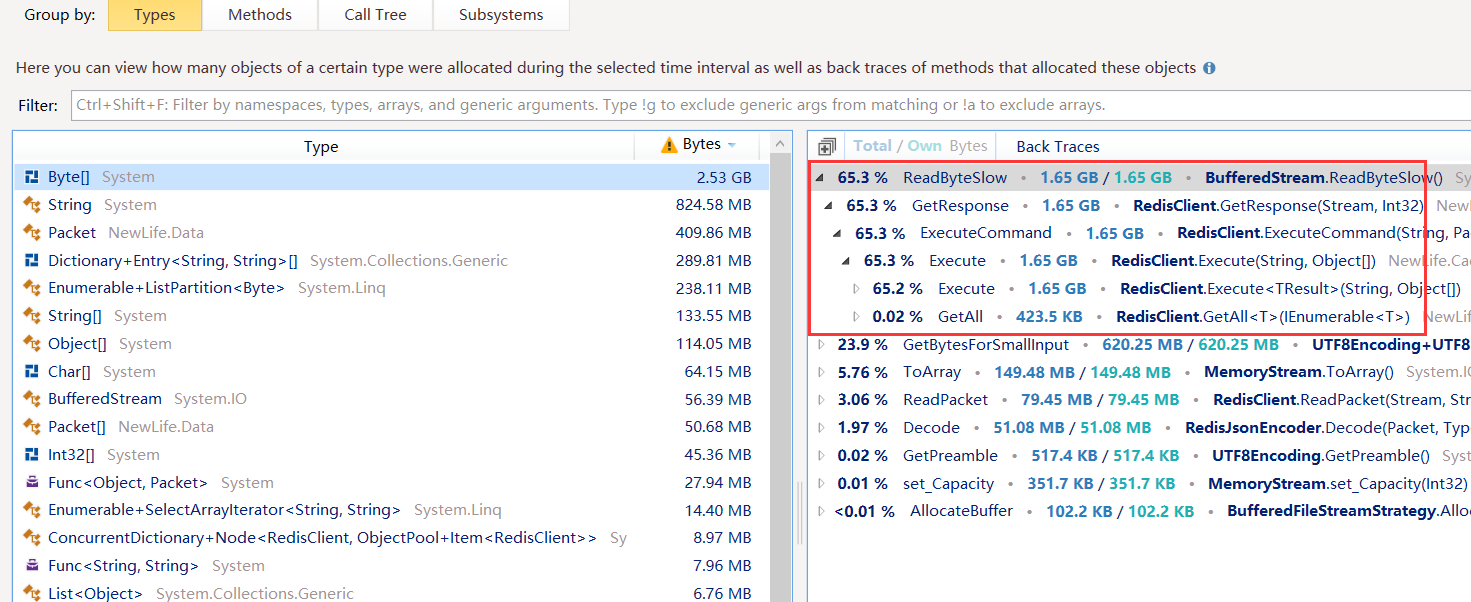 Group by: Types Methods Call Tree Subsystems
Here you can view how many objects of a certain type were allocated during the selected time interval as well as back traces of methods that allocated these objects
Filter: Ctrl+Shift+F: Filter by namespaces, types, arrays, and generic arguments. Type !g to exclude generic args from matching or !a to exclude arrays.
Type Bytes
Byte[] System 2.53 GB
String System 824.58 MB
Packet NewLife.Data 409.86 MB
Dictionary+Entry<String, String>[] System.Collections.Generic 289.81 MB
Enumerable+ListPartition<Byte> System.Linq 238.11 MB
String[] System 133.55 MB
Object[] System 114.05 MB
Char[] System 64.15 MB
BufferedStream System.IO 56.39 MB
Packet[] NewLife.Data 50.68 MB
Int32[] System 45.36 MB
Func<Object, Packet> System 27.94 MB
Enumerable+SelectArrayIterator<String, String> System.Linq 14.40 MB
ConcurrentDictionary+Node<RedisClient, ObjectPool+Item<RedisClient>> Sy 8.97 MB
Func<String, String> System 7.96 MB
List<Object> System.Collections.Generic 6.76 MB
Total / Own Bytes Back Traces
65.3 % ReadByteSlow • 1.65 GB / 1.65 GB • BufferedStream.ReadByteSlow() Sy
65.3 % GetResponse • 1.65 GB • RedisClient.GetResponse(Stream, Int32) NewL
65.3 % ExecuteCommand • 1.65 GB • RedisClient.ExecuteCommand(String, Pa
65.3 % Execute • 1.65 GB • RedisClient.Execute(String, Object[]) NewLife.Ca
65.2 % Execute • 1.65 GB • RedisClient.Execute<TResult>(String, Object[])
0.02 % GetAll • 423.5 KB • RedisClient.GetAll<T>(IEnumerable<T>) NewLife
23.9 % GetBytesForSmallInput • 620.25 MB / 620.25 MB • UTF8Encoding+UTF8
5.76 % ToArray • 149.48 MB / 149.48 MB • MemoryStream.ToArray() System.IO
3.06 % ReadPacket • 79.45 MB / 79.45 MB • RedisClient.ReadPacket(Stream, Str
1.97 % Decode • 51.08 MB / 51.08 MB • RedisJsonEncoder.Decode(Packet, Type
0.02 % GetPreamble • 517.4 KB / 517.4 KB • UTF8Encoding.GetPreamble() Syst
0.01 % set_Capacity • 351.7 KB / 351.7 KB • MemoryStream.set_Capacity(Int32)
<0.01 % AllocateBuffer • 102.2 KB / 102.2 KB • BufferedFileStreamStrategy.Allo